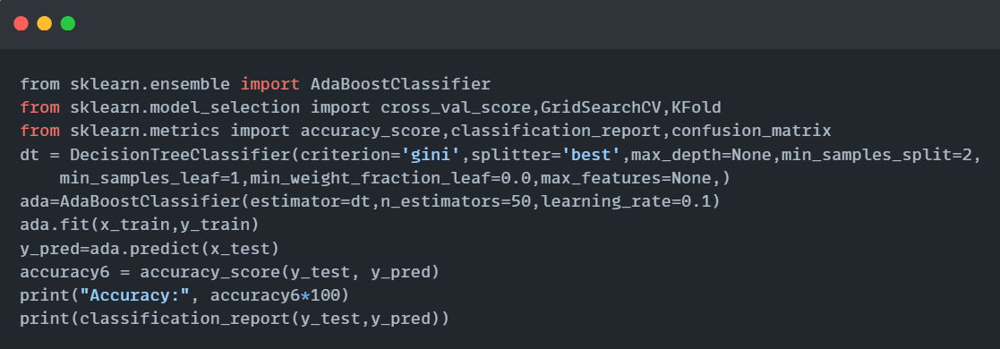 from sklearn.ensemble import AdaBoostClassifier
from sklearn.model_selection import cross_val_score,GridSearchCV,KFold
from sklearn.metrics import accuracy_score,classification_report,confusion_matrix
dt = DecisionTreeClassifier(criterion='gini',splitter='best',max_depth=None,min_samples_split=2,
    min_samples_leaf=1,min_weight_fraction_leaf=0.0,max_features=None,)
ada=AdaBoostClassifier(estimator=dt,n_estimators=50,learning_rate=0.1)
ada.fit(x_train,y_train)
y_pred=ada.predict(x_test)
accuracy6 = accuracy_score(y_test, y_pred)
print("Accuracy:", accuracy6*100)
print(classification_report(y_test,y_pred))